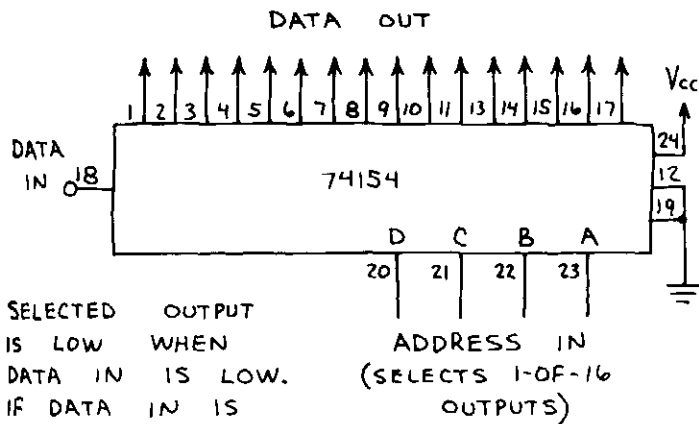 DATA OUT
1 2 3 4 5 6 7 8 9 10 11 13 14 15 16 17
Vcc
24
DATA
IN 18
74154
12
19
D C B A
20 21 22 23
SELECTED OUTPUT
IS LOW WHEN
DATA IN IS LOW.
IF DATA IN IS
ADDRESS IN
(SELECTS 1-OF-16
OUTPUTS)